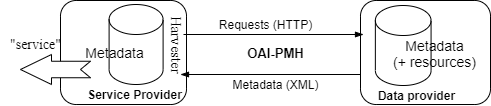 "service"
Metadata
Harvester
Service Provider
Requests (HTTP)
OAI-PMH
Metadata (XML)
Metadata
(+ resources)
Data provider